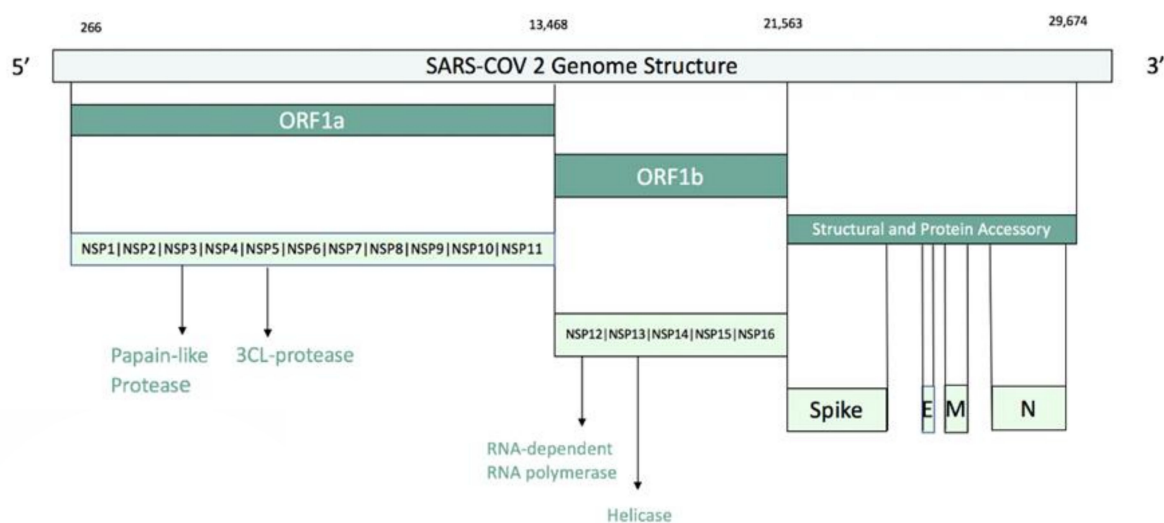 266 13,468 21,563 29,674
5’ SARS-COV 2 Genome Structure 3’
ORF1a
ORF1b
Structural and Protein Accessory
NSP1|NSP2|NSP3|NSP4|NSP5|NSP6|NSP7|NSP8|NSP9|NSP10|NSP11
NSP12|NSP13|NSP14|NSP15|NSP16
Papain-like
Protease
3CL-protease
Spike E M N
RNA-dependent
RNA polymerase
Helicase